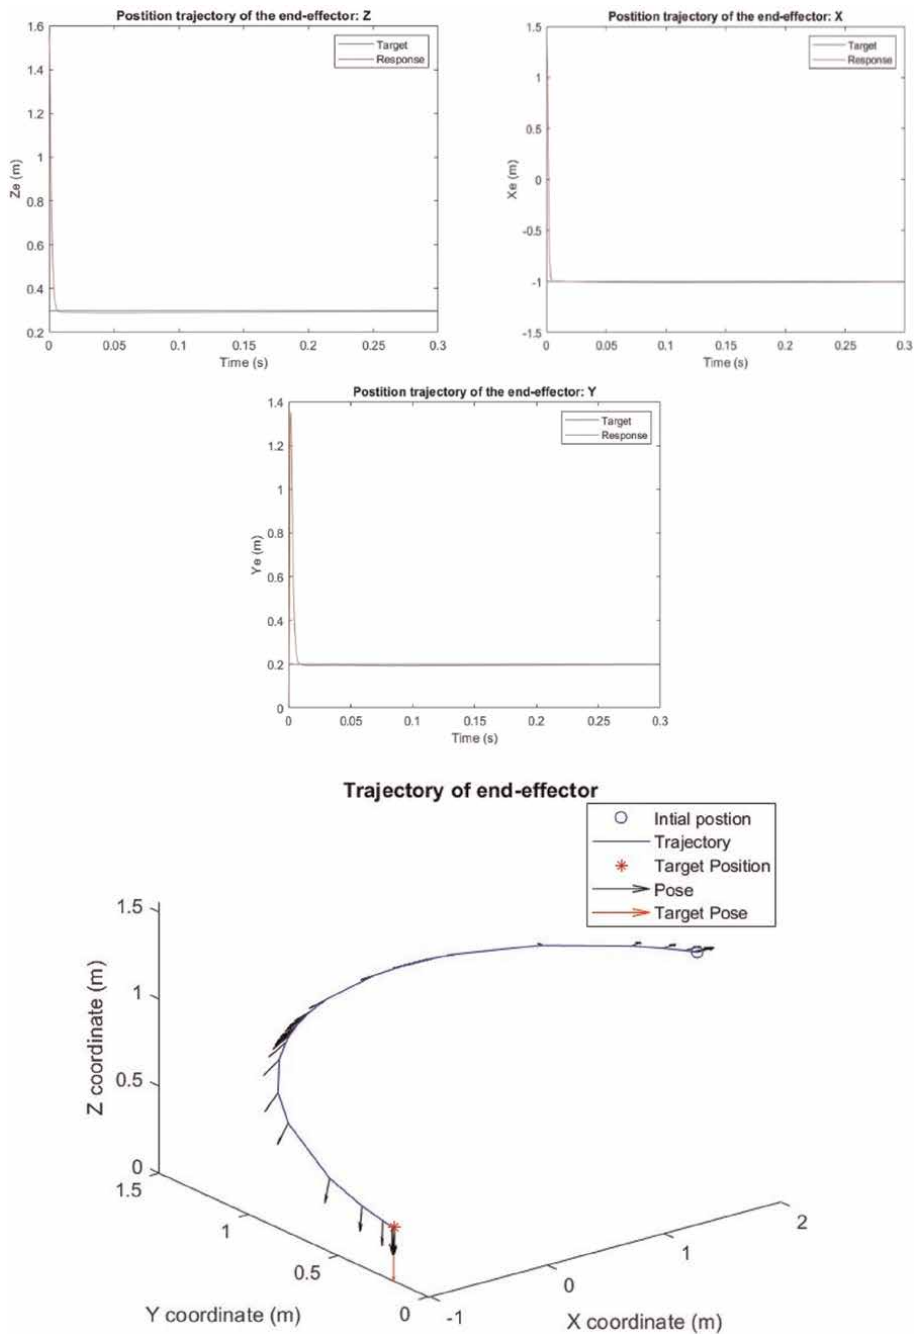 Postition trajectory of the end-effector: Z
Target
Response
1.6
1.4
1.2
1
0.8
0.6
0.4
0.2
Ze (m)
0 0.05 0.1 0.15 0.2 0.25 0.3
Time (s)
Postition trajectory of the end-effector: X
Target
Response
1.5
1
0.5
0
-0.5
-1
-1.5
Xe (m)
0 0.05 0.1 0.15 0.2 0.25 0.3
Time (s)
Postition trajectory of the end-effector: Y
Target
Response
1.4
1.2
1
0.8
0.6
0.4
0.2
0
Ye (m)
0 0.05 0.1 0.15 0.2 0.25 0.3
Time (s)
Trajectory of end-effector
Intial postion
Trajectory
Target Position
Pose
Target Pose
1.5
1
0.5
0
Z coordinate (m)
1.5
1
0.5
0
Y coordinate (m)
-1
0
1
2
X coordinate (m)